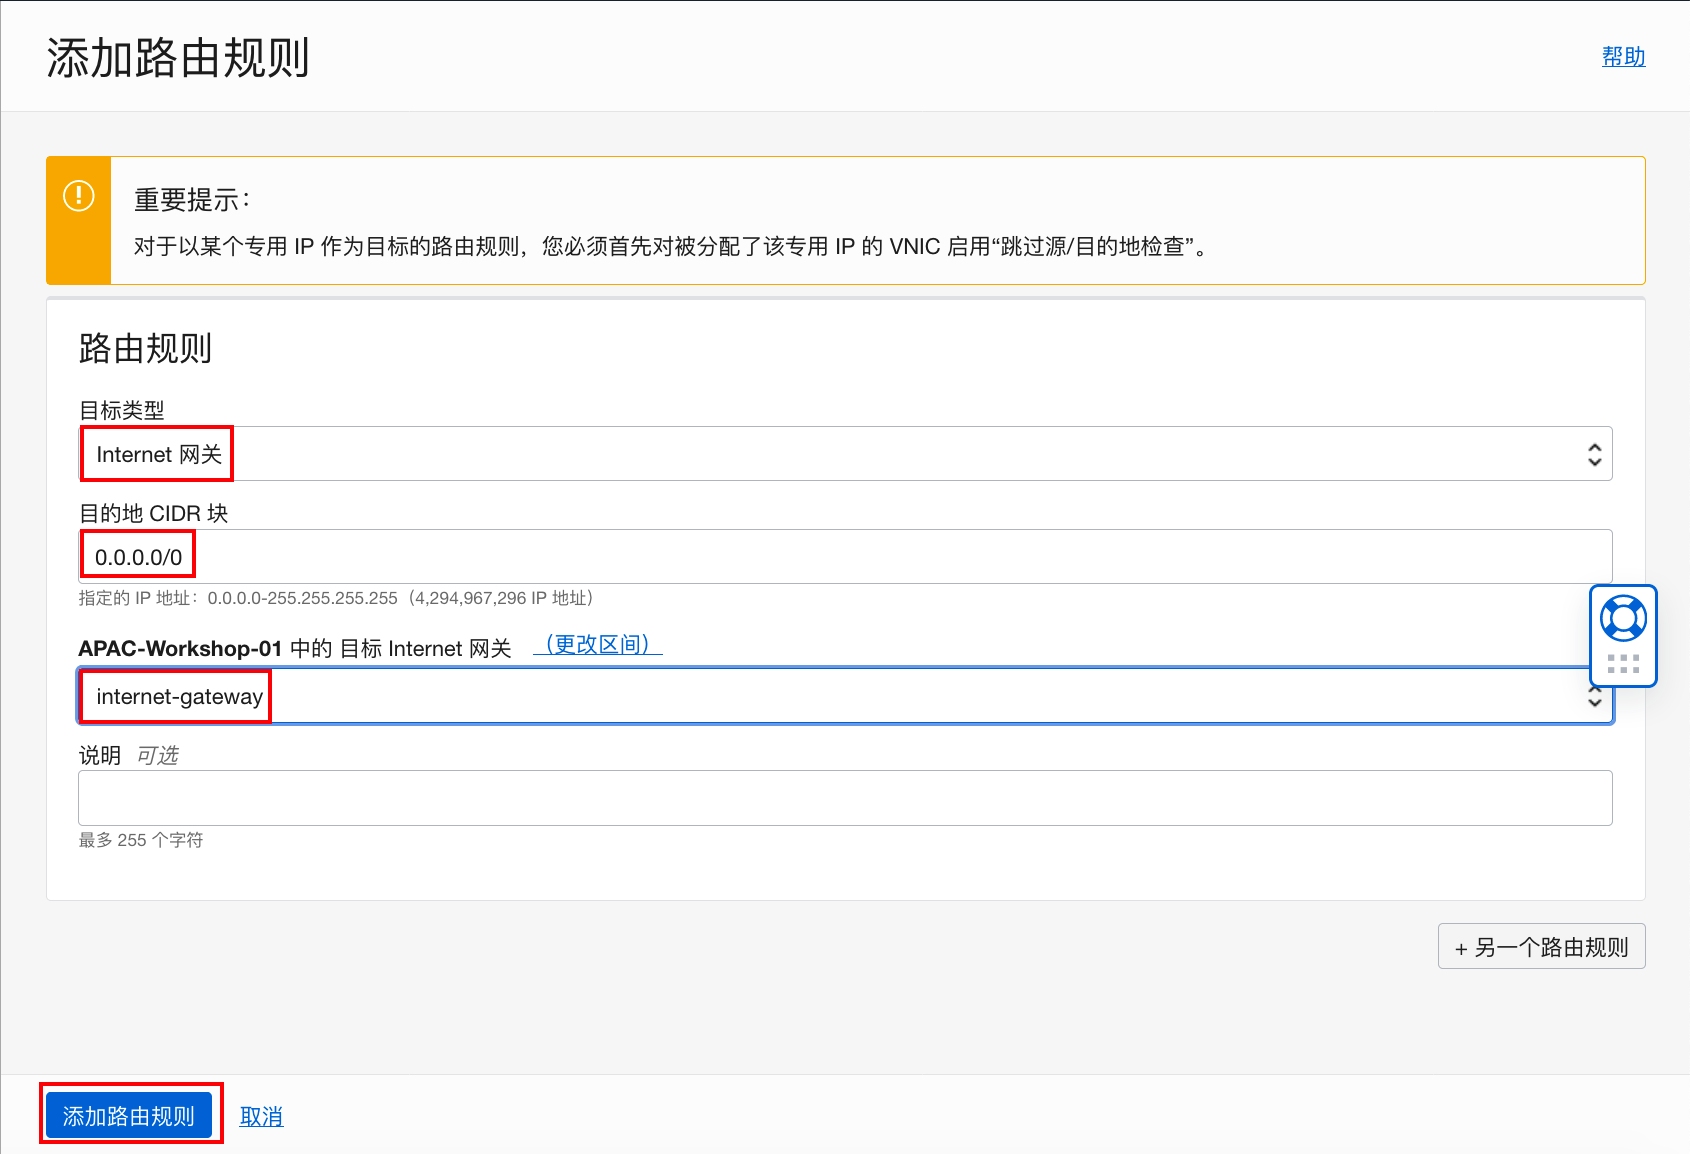 添加路由规则
帮助
重要提示：
对于以某个专用 IP 作为目标的路由规则，您必须首先对被分配了该专用 IP 的 VNIC 启用“跳过源/目的地检查”。
路由规则
目标类型
Internet 网关
目的地 CIDR 块
0.0.0.0/0
指定的 IP 地址：0.0.0.0-255.255.255.255（4,294,967,296 IP 地址）
APAC-Workshop-01 中的 目标 Internet 网关 （更改区间）
internet-gateway
说明 可选
最多 255 个字符
+ 另一个路由规则
添加路由规则 取消